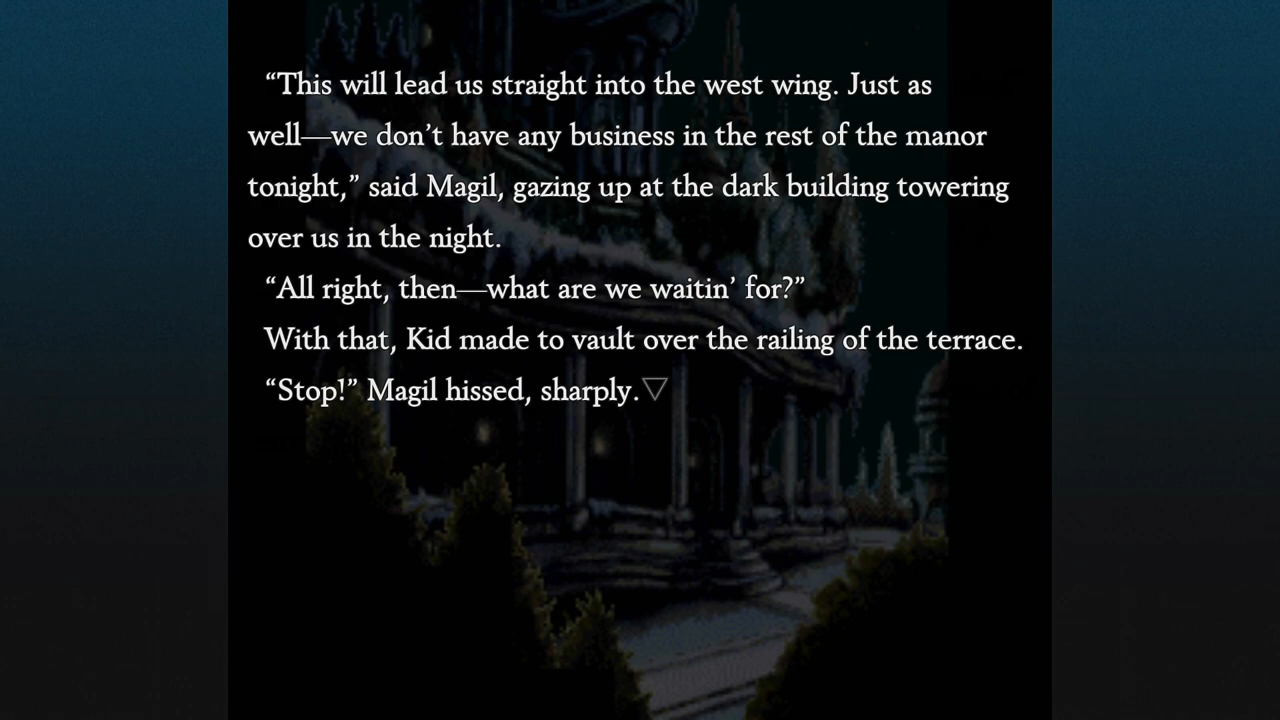 “This will lead us straight into the west wing. Just as
well—we don’t have any business in the rest of the manor
tonight,” said Magil, gazing up at the dark building towering
over us in the night.
“All right, then—what are we waitin’ for?”
With that, Kid made to vault over the railing of the terrace.
“Stop!” Magil hissed, sharply.